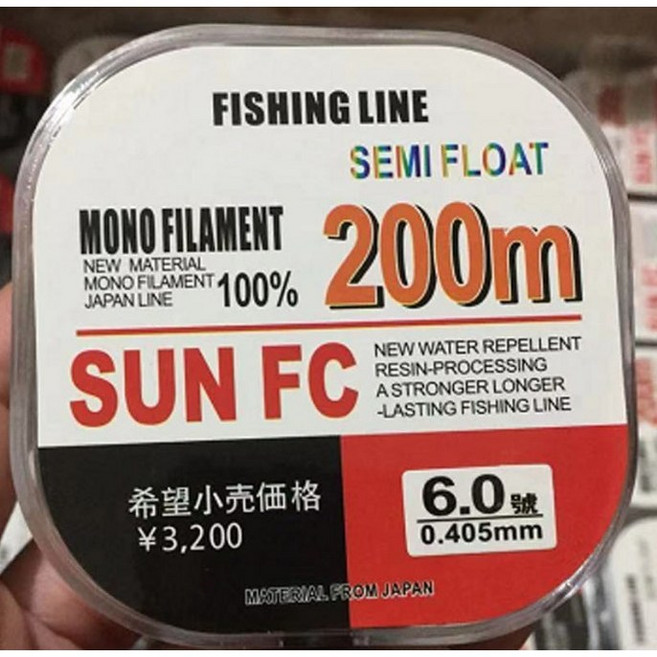 FISHING LINE
SEMI FLOAT
MONO FILAMENT
NEW MATERIAL
MONO FILAMENT
JAPAN LINE
100%
200m
SUN FC
NEW WATER REPELLENT
RESIN-PROCESSING
A STRONGER LONGER
-LASTING FISHING LINE
希望小売価格
¥3,200
6.0號
0.405mm
MATERIAL FROM JAPAN